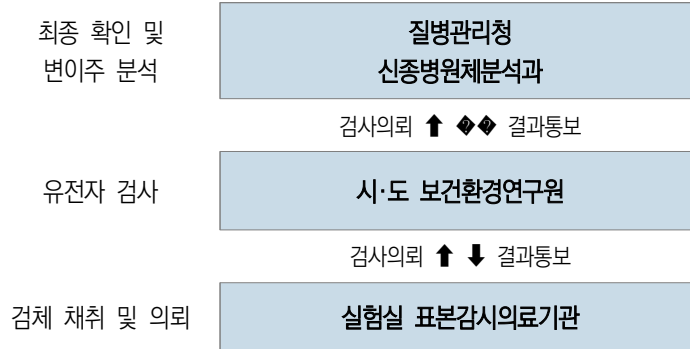 최종 확인 및
변이주 분석
질병관리청
신종병원체분석과
검사의뢰 ⬆ �� 결과통보
유전자 검사
시·도 보건환경연구원
검사의뢰 ⬆ ⬇ 결과통보
검체 채취 및 의뢰
실험실 표본감시의료기관